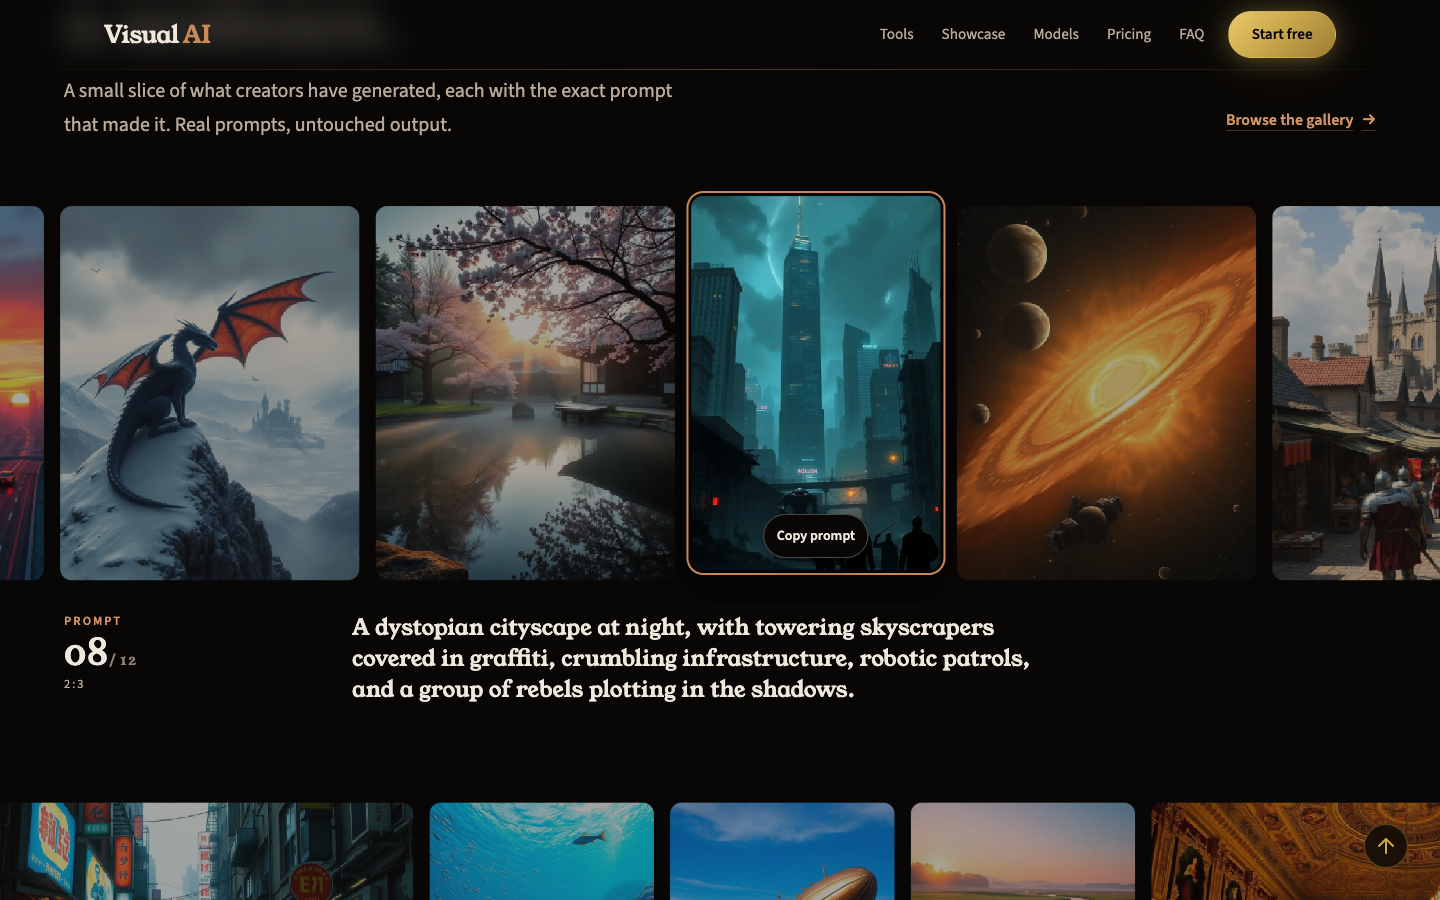 Visual AI
Tools
Showcase
Models
Pricing
FAQ
Start free
A small slice of what creators have generated, each with the exact prompt
that made it. Real prompts, untouched output.
Browse the gallery →
Copy prompt
PROMPT
08 / 12
2:3
A dystopian cityscape at night, with towering skyscrapers
covered in graffiti, crumbling infrastructure, robotic patrols,
and a group of rebels plotting in the shadows.